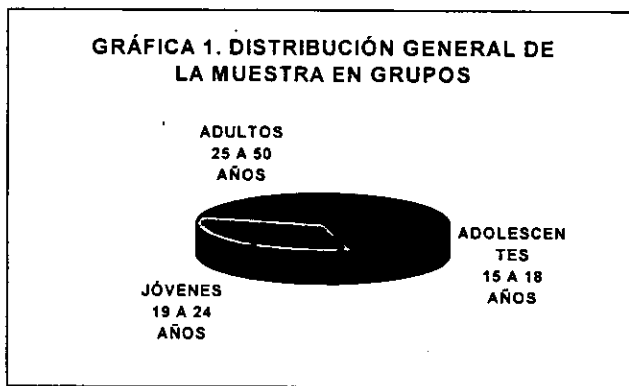 GRÁFICA 1. DISTRIBUCIÓN GENERAL DE
LA MUESTRA EN GRUPOS
ADULTOS
25 A 50
AÑOS
ADOLESCEN
TES
15 A 18
AÑOS
JÓVENES
19 A 24
AÑOS